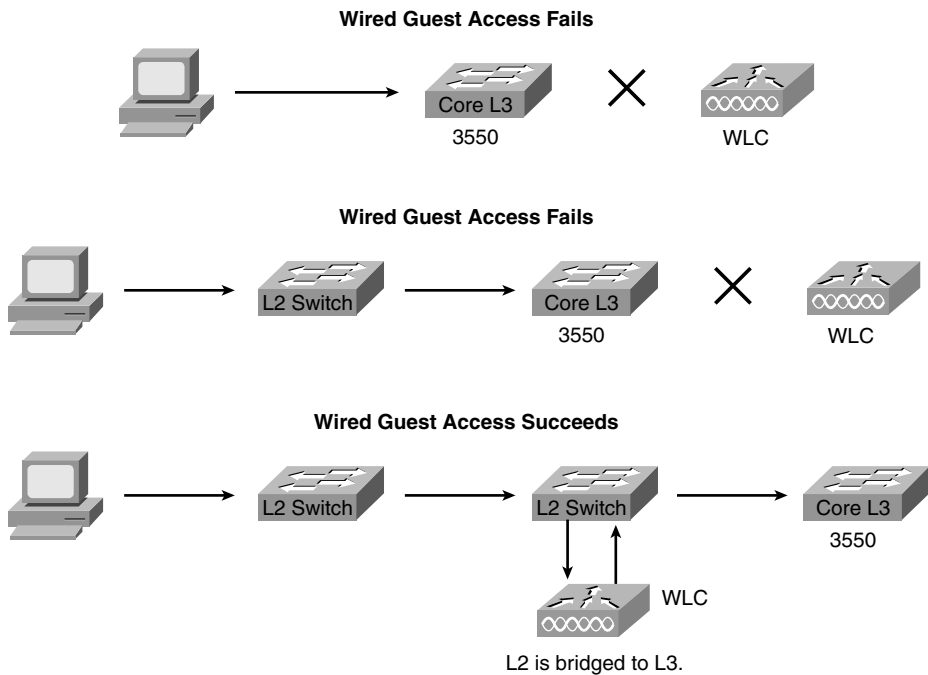 Wired Guest Access Fails
Core L3
3550
WLC
Wired Guest Access Fails
L2 Switch
Core L3
3550
WLC
Wired Guest Access Succeeds
L2 Switch
L2 Switch
Core L3
3550
WLC
L2 is bridged to L3.